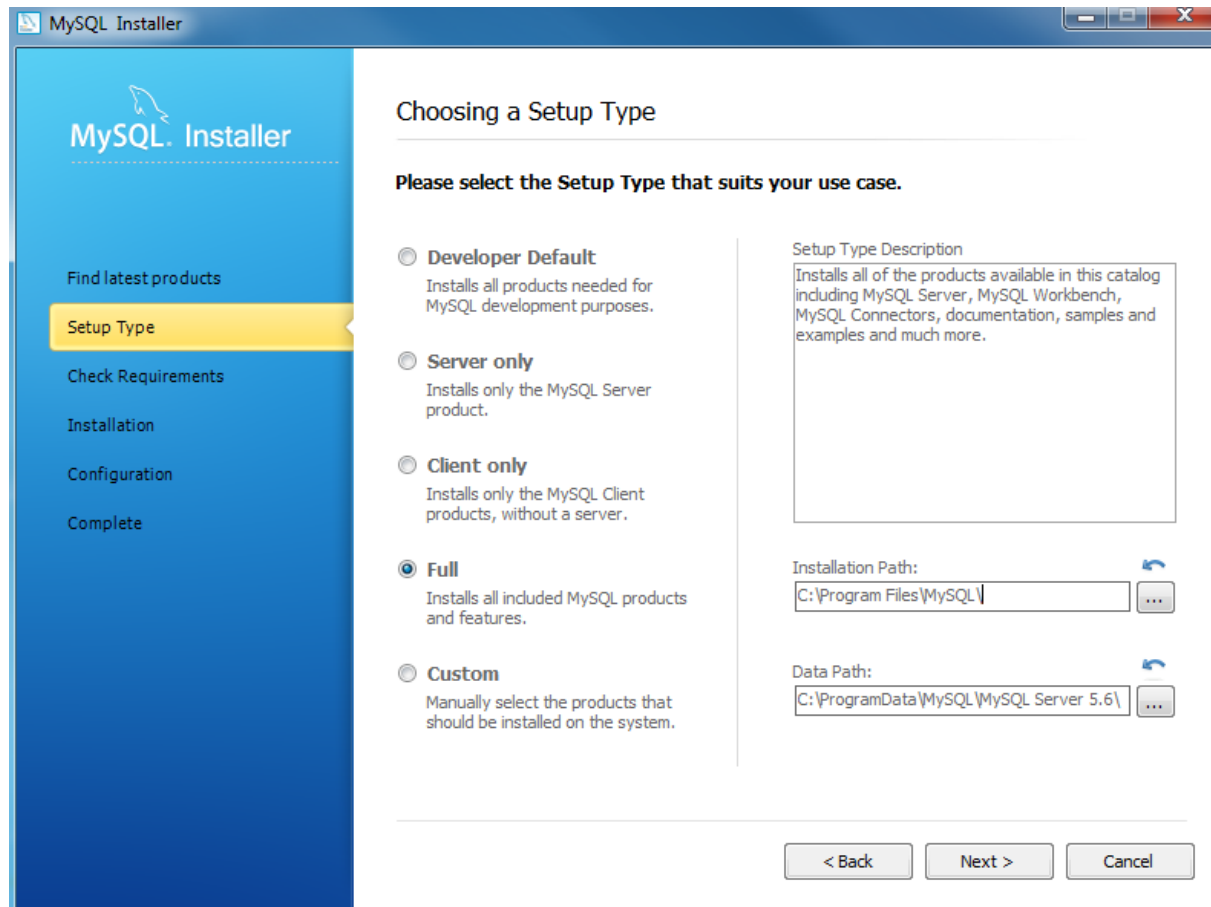 MySQL Installer
MySQL. Installer
Find latest products
Setup Type
Check Requirements
Installation
Configuration
Complete
Choosing a Setup Type
Please select the Setup Type that suits your use case.
Developer Default
Installs all products needed for
MySQL development purposes.
Server only
Installs only the MySQL Server
product.
Client only
Installs only the MySQL Client
products, without a server.
Full
Installs all included MySQL products
and features.
Custom
Manually select the products that
should be installed on the system.
Setup Type Description
Installs all of the products available in this catalog
including MySQL Server, MySQL Workbench,
MySQL Connectors, documentation, samples and
examples and much more.
Installation Path:
C:\Program Files\MySQL\
...
Data Path:
C:\ProgramData\MySQL\MySQL Server 5.6\
...
< Back
Next >
Cancel